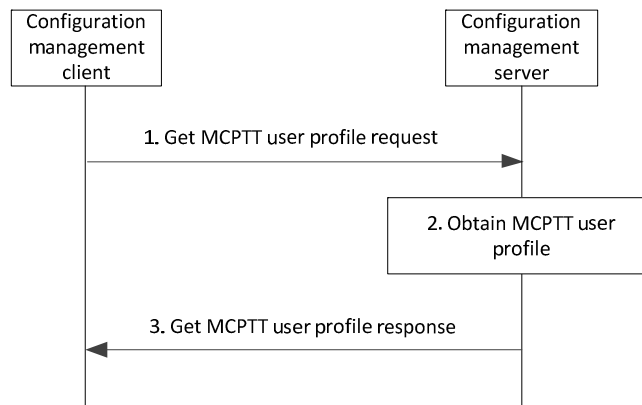 Configuration
management
client
Configuration
management
server
1. Get MCPTT user profile request
2. Obtain MCPTT user
profile
3. Get MCPTT user profile response